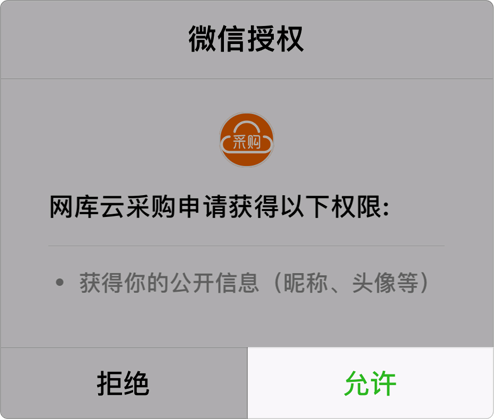 微信授权
采购
网库云采购申请获得以下权限:
• 获得你的公开信息（昵称、头像等）
拒绝
允许